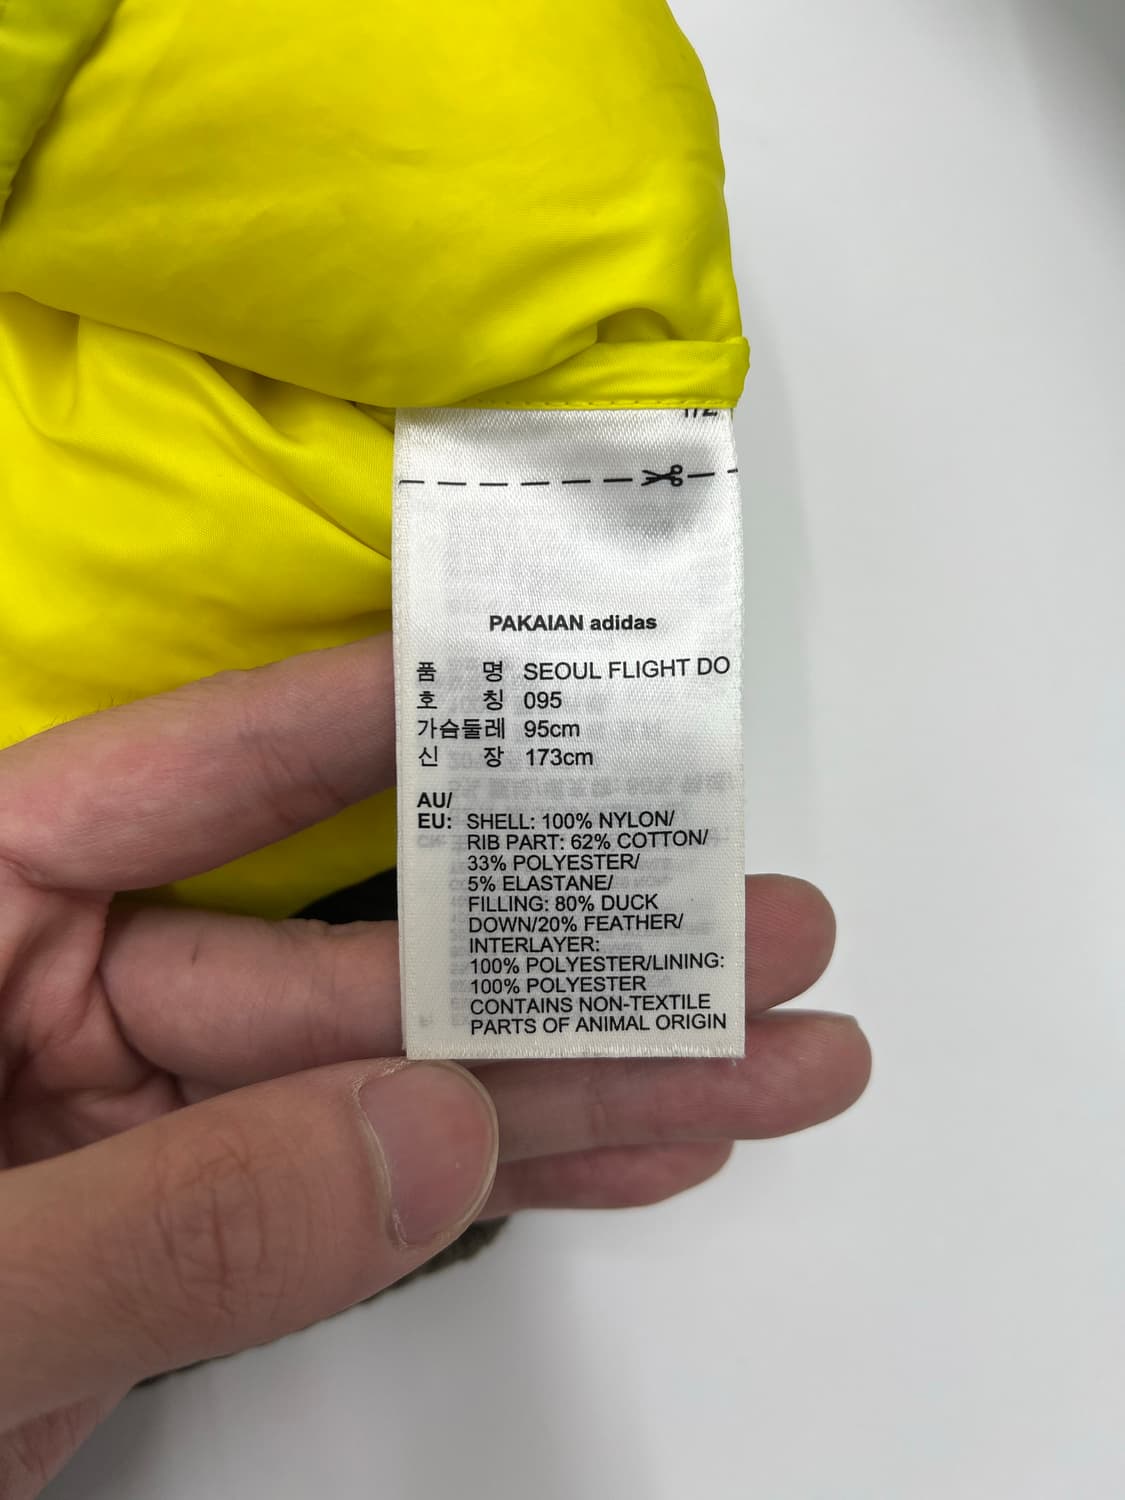 PAKAIAN adidas
품 명 SEOUL FLIGHT DO
호 칭 095
가슴둘레 95cm
신 장 173cm
AU/
EU: SHELL: 100% NYLON/
RIB PART: 62% COTTON/
33% POLYESTER/
5% ELASTANE/
FILLING: 80% DUCK
DOWN/20% FEATHER/
INTERLAYER:
100% POLYESTER/LINING:
100% POLYESTER
CONTAINS NON-TEXTILE
PARTS OF ANIMAL ORIGIN